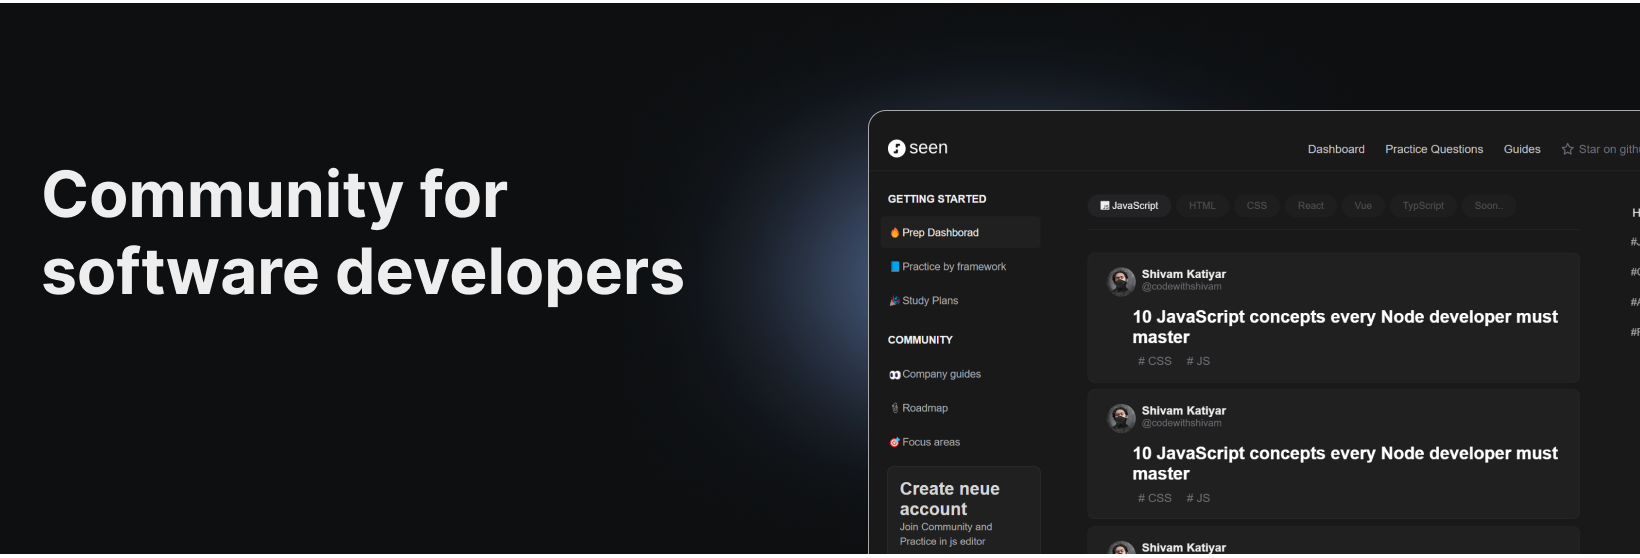 Community for
software developers
seen
Dashboard
Practice Questions
Guides
Star on
GETTING STARTED
Prep Dashborad
Practice by framework
Study Plans
COMMUNITY
Company guides
Roadmap
Focus areas
Create neue
account
Join Community and
Practice in js editor
JavaScript
HTML
CSS
React
Vue
TypScript
Soon..
Shivam Katiyar
@codewithshivam
10 JavaScript concepts every Node developer must
master
# CSS # JS
Shivam Katiyar
@codewithshivam
10 JavaScript concepts every Node developer must
master
# CSS # JS
Shivam Katiyar